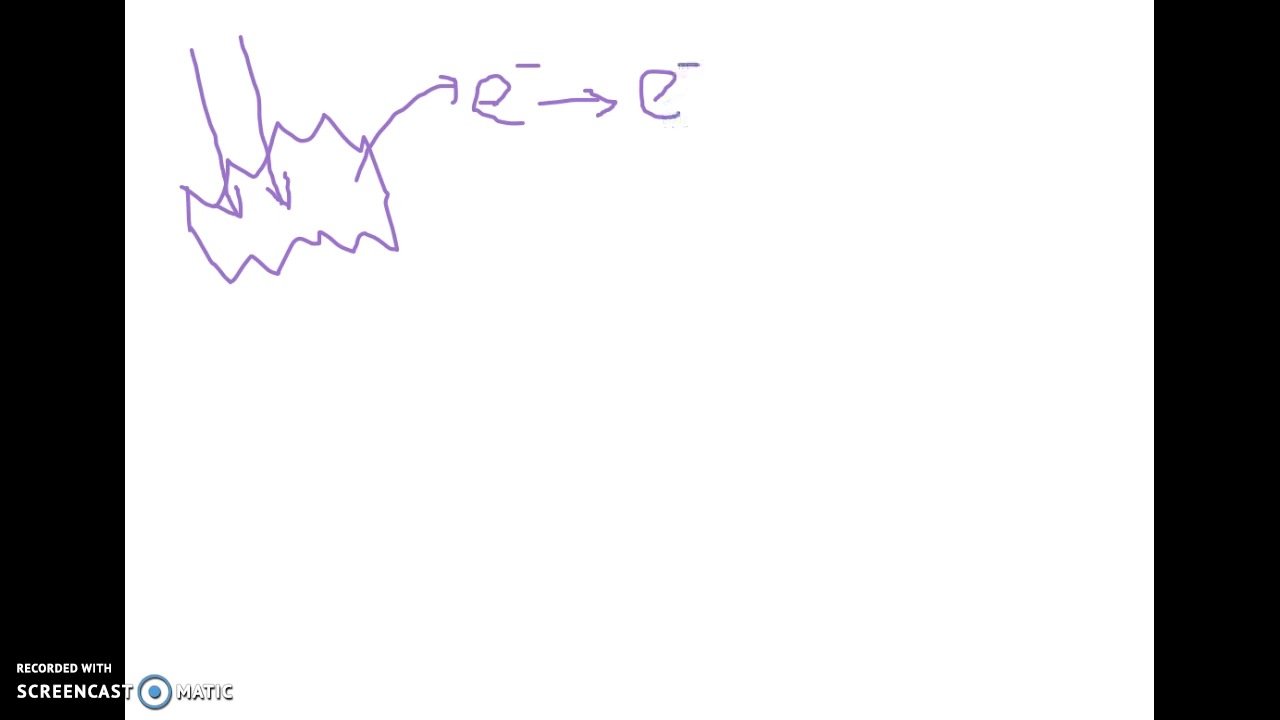 e⁻ → e⁻
RECORDED WITH
SCREENCAST MATIC